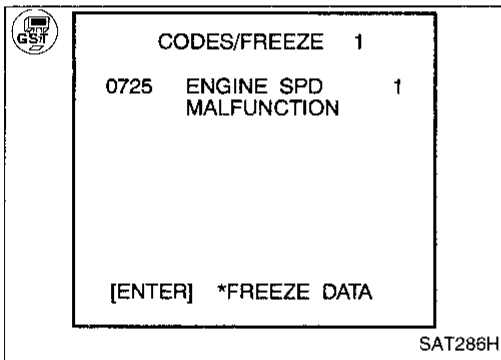 GST
CODES/FREEZE 1
0725 ENGINE SPD 1
MALFUNCTION
[ENTER] *FREEZE DATA
SAT286H